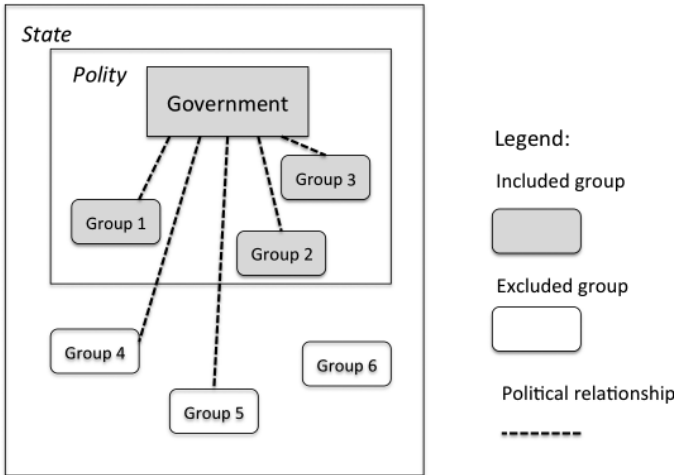 State
Polity
Government
Group 3
Group 1
Group 2
Group 4
Group 6
Group 5
Legend:
Included group
Excluded group
Political relationship